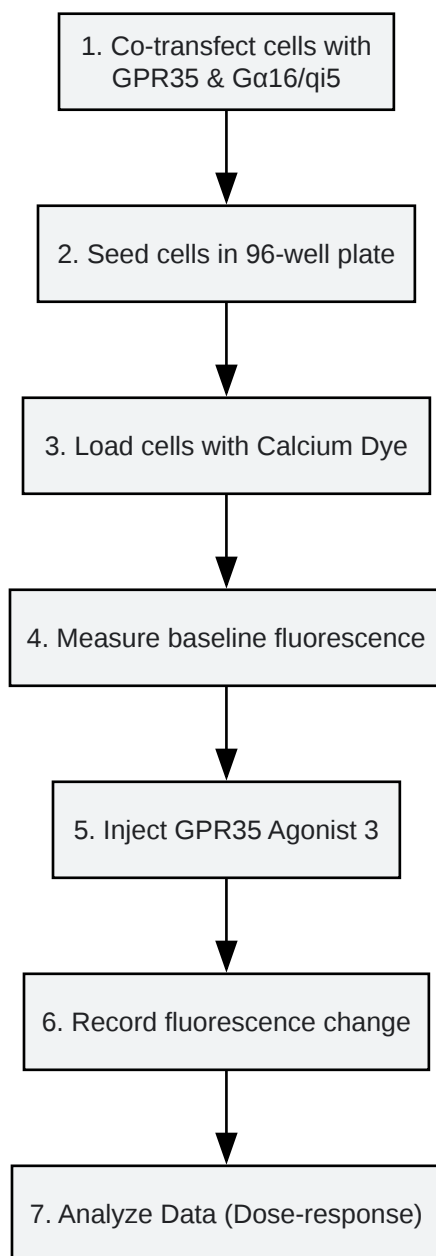 1. Co-transfect cells with
GPR35 & Gα16/qi5
2. Seed cells in 96-well plate
3. Load cells with Calcium Dye
4. Measure baseline fluorescence
5. Inject GPR35 Agonist 3
6. Record fluorescence change
7. Analyze Data (Dose-response)